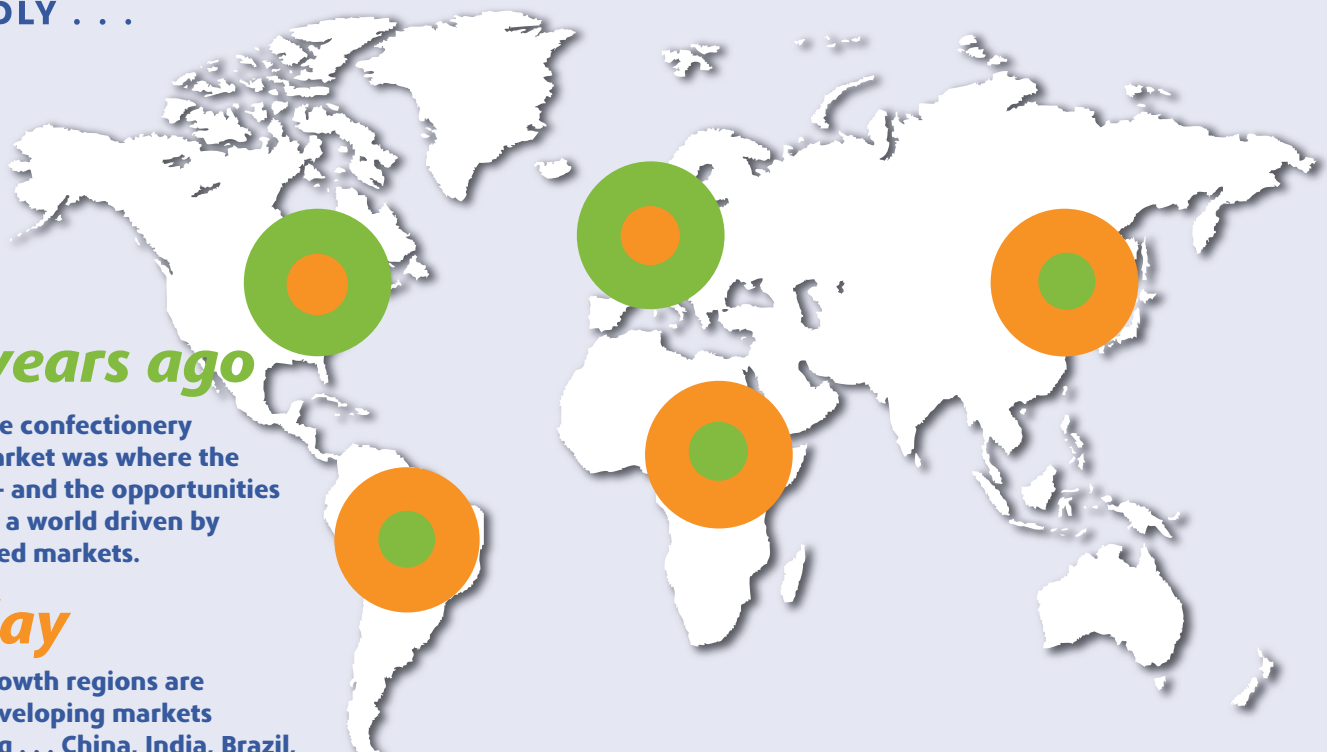 DLY . . .
years ago
e confectionery
arket was where the
– and the opportunities
a world driven by
ed markets.
ay
owth regions are
veloping markets
g . . . China, India, Brazil,